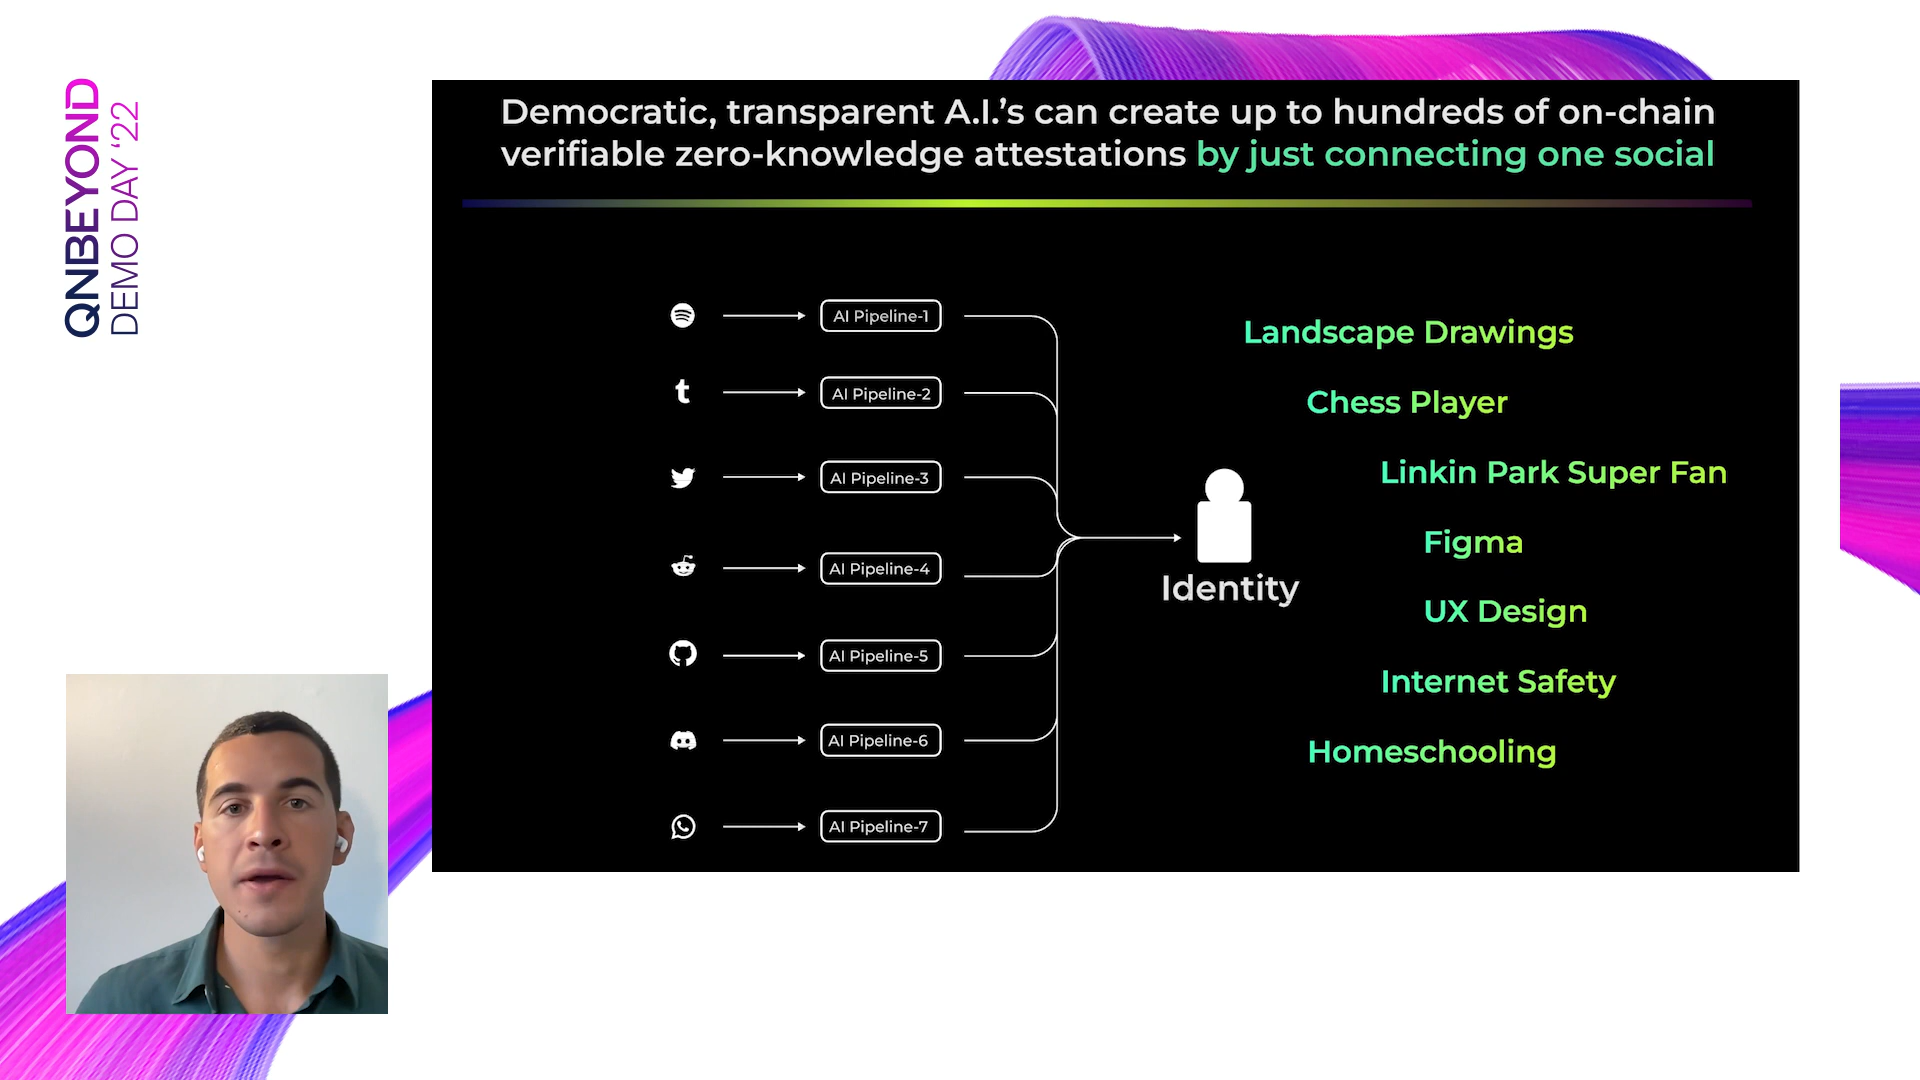 QNBEYOND
DEMO DAY ‘22
Democratic, transparent A.I.’s can create up to hundreds of on-chain
verifiable zero-knowledge attestations by just connecting one social
AI Pipeline-1
AI Pipeline-2
AI Pipeline-3
AI Pipeline-4
AI Pipeline-5
AI Pipeline-6
AI Pipeline-7
Identity
Landscape Drawings
Chess Player
Linkin Park Super Fan
Figma
UX Design
Internet Safety
Homeschooling